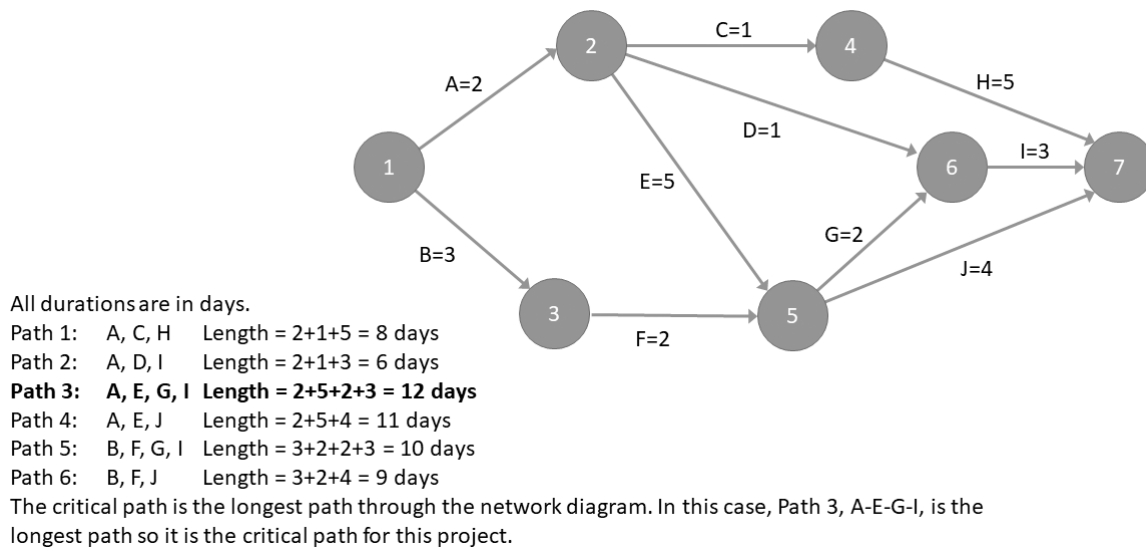 2
C=1
4
A=2
H=5
D=1
1
I=3
6
7
E=5
G=2
B=3
J=4
3
5
F=2
All durations are in days.
Path 1: A, C, H Length = 2+1+5 = 8 days
Path 2: A, D, I Length = 2+1+3 = 6 days
Path 3: A, E, G, I Length = 2+5+2+3 = 12 days
Path 4: A, E, J Length = 2+5+4 = 11 days
Path 5: B, F, G, I Length = 3+2+2+3 = 10 days
Path 6: B, F, J Length = 3+2+4 = 9 days
The critical path is the longest path through the network diagram. In this case, Path 3, A-E-G-I, is the
longest path so it is the critical path for this project.